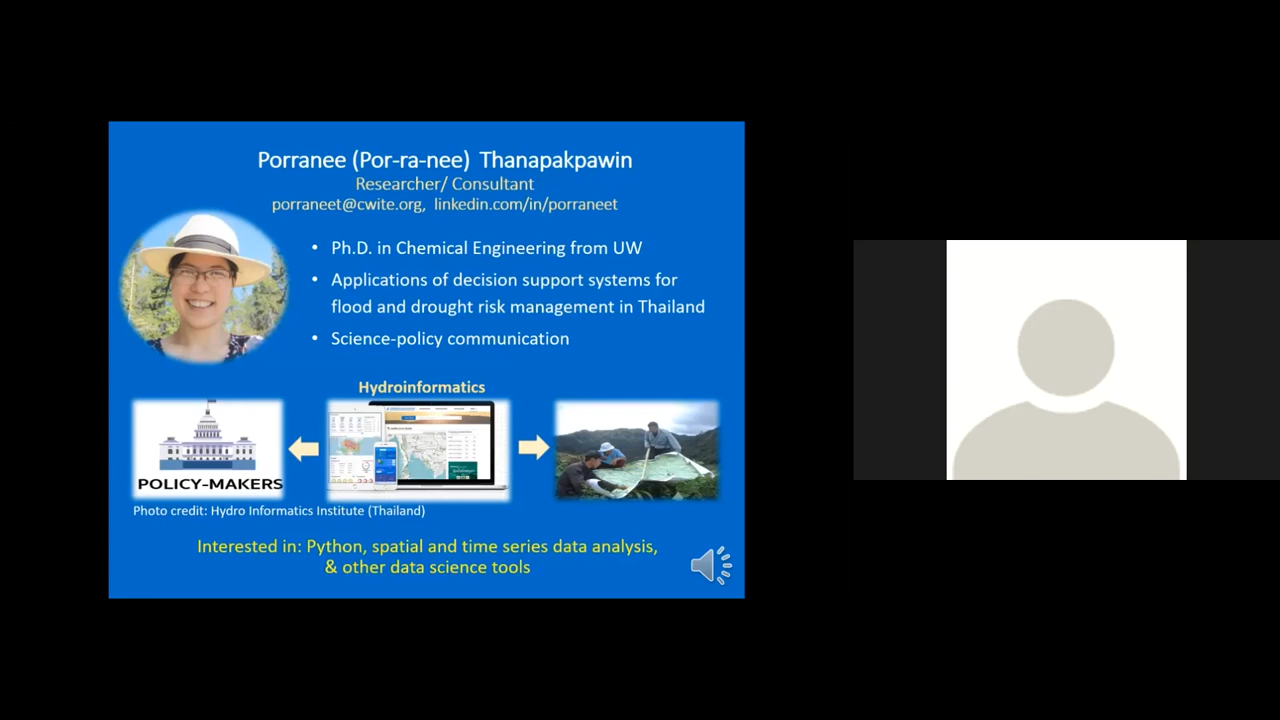 Porranee (Por-ra-nee) Thanapakpawin
Researcher/ Consultant
porraneet@cwite.org, linkedin.com/in/porraneet
• Ph.D. in Chemical Engineering from UW
• Applications of decision support systems for
flood and drought risk management in Thailand
• Science-policy communication
Hydroinformatics
POLICY-MAKERS
Photo credit: Hydro Informatics Institute (Thailand)
Interested in: Python, spatial and time series data analysis,
& other data science tools